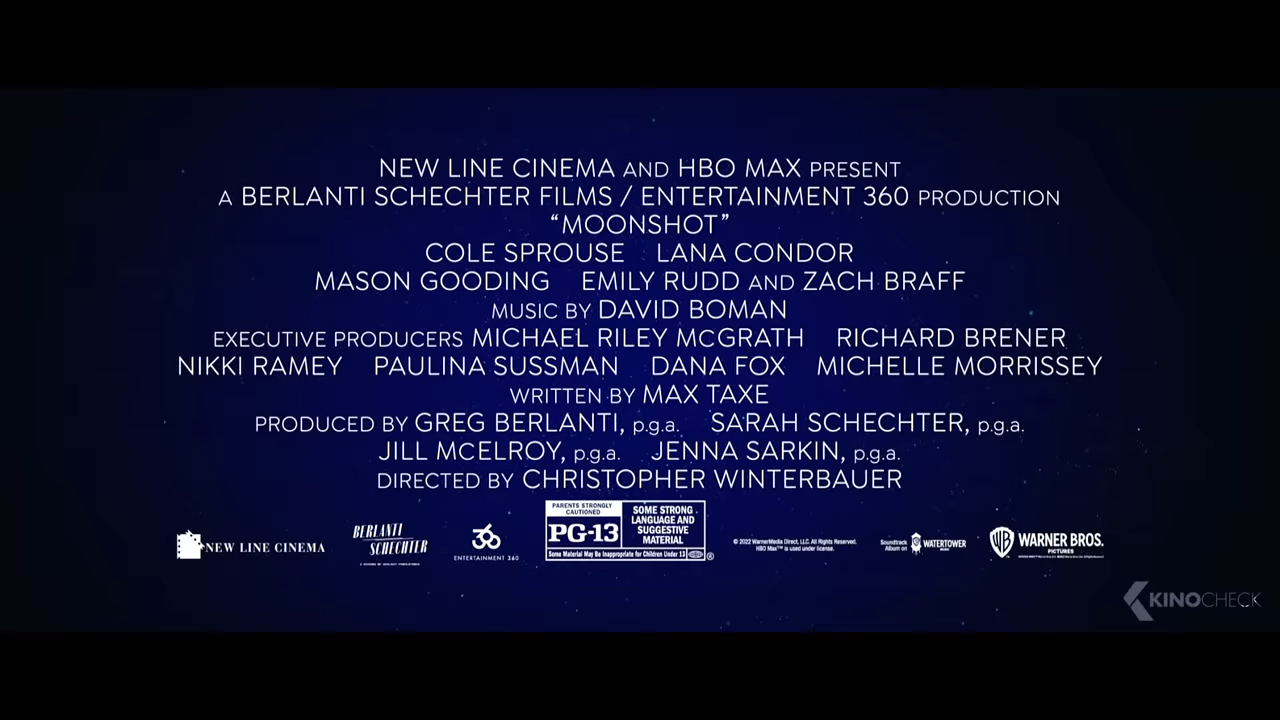 NEW LINE CINEMA AND HBO MAX PRESENT
A BERLANTI SCHECHTER FILMS / ENTERTAINMENT 360 PRODUCTION
“MOONSHOT”
COLE SPROUSE LANA CONDOR
MASON GOODING EMILY RUDD AND ZACH BRAFF
MUSIC BY DAVID BOMAN
EXECUTIVE PRODUCERS MICHAEL RILEY McGRATH RICHARD BRENER
NIKKI RAMEY PAULINA SUSSMAN DANA FOX MICHELLE MORRISSEY
WRITTEN BY MAX TAXE
PRODUCED BY GREG BERLANTI, p.g.a. SARAH SCHECHTER, p.g.a.
JILL McELROY, p.g.a. JENNA SARKIN, p.g.a.
DIRECTED BY CHRISTOPHER WINTERBAUER
NEW LINE CINEMA
BERLANTI
SCHECHTER
36
ENTERTAINMENT 360
PARENTS STRONGLY
CAUTIONED
PG-13
SOME STRONG
LANGUAGE AND
SUGGESTIVE
MATERIAL
Some Material May Be Inappropriate for Children Under 13
®
© 2022 WarnerMedia Direct, LLC. All Rights Reserved.
HBO Max™ is used under license.
Soundtrack
Album on
WATERTOWER
MUSIC
WB
WARNER BROS.
PICTURES
KINOCHECK